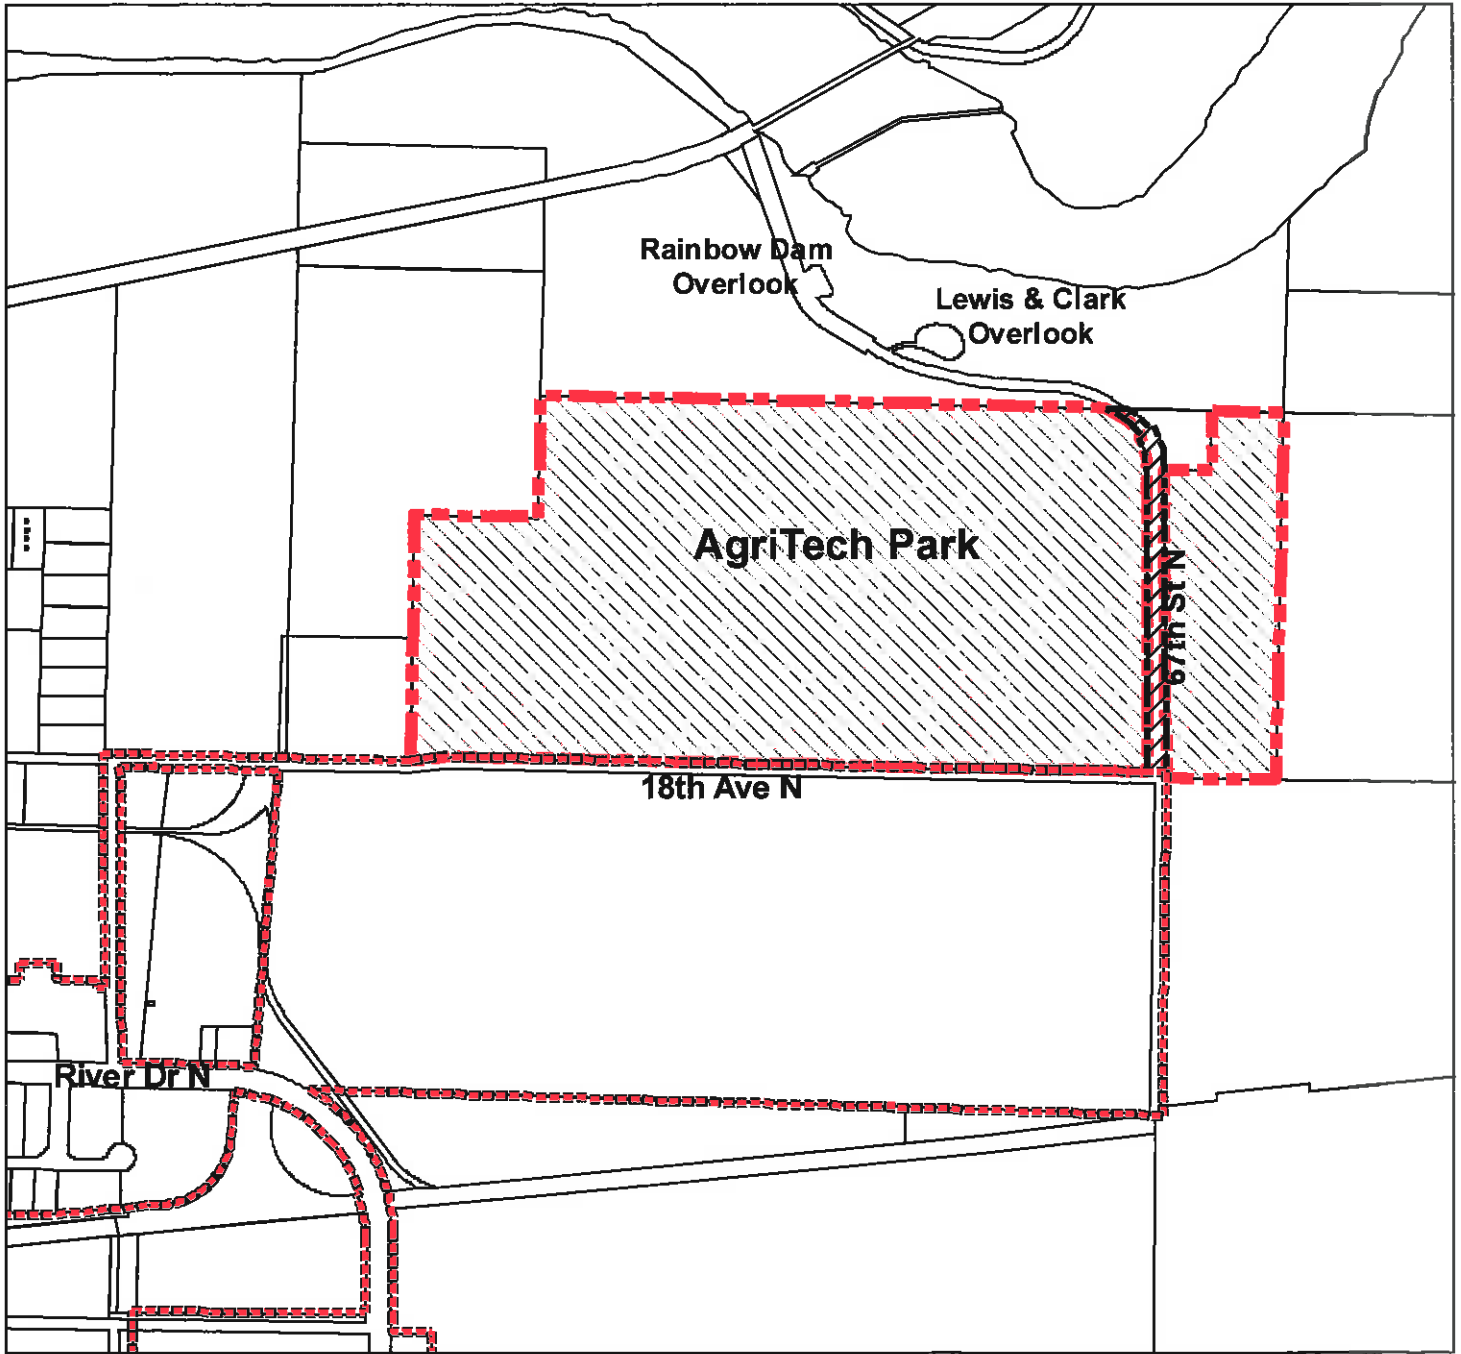 Rainbow Dam
Overlook
Lewis & Clark
Overlook
AgriTech Park
67th St N
18th Ave N
River Dr N